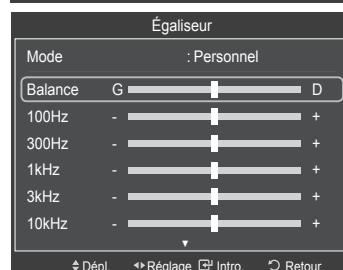 Égaliseur
Mode : Personnel
Balance G D
100Hz - +
300Hz - +
1kHz - +
3kHz - +
10kHz - +
Dépl. Réglage Intro. Retour